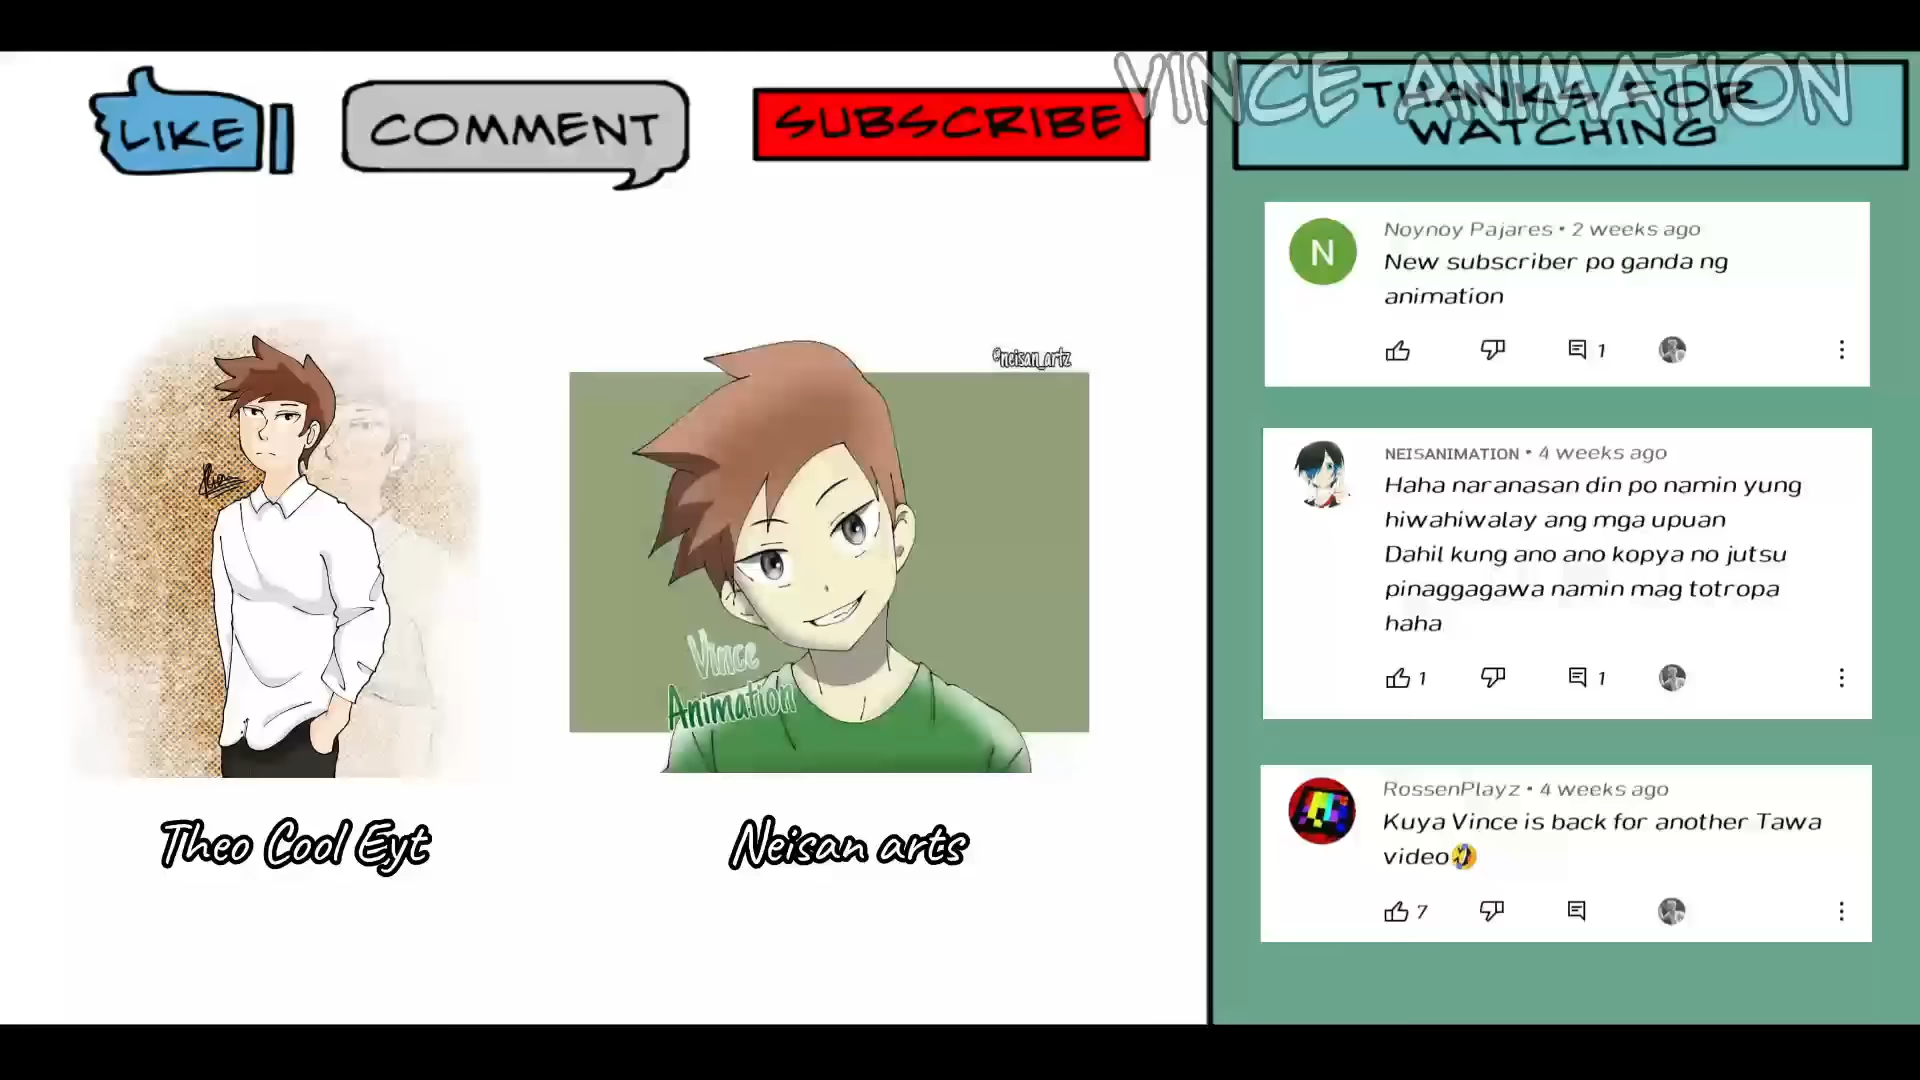 LIKE
COMMENT
SUBSCRIBE
VINCE ANIMATION
THANKS FOR
WATCHING
@neisan_artz
Vince
Animation
Theo Cool Eyt
Neisan arts
N
Noynoy Pajares • 2 weeks ago
New subscriber po ganda ng
animation
1
NEISANIMATION • 4 weeks ago
Haha naranasan din po namin yung
hiwahiwalay ang mga upuan
Dahil kung ano ano kopya no jutsu
pinaggagawa namin mag totropa
haha
1 1
RossenPlayz • 4 weeks ago
Kuya Vince is back for another Tawa
video🤣
7